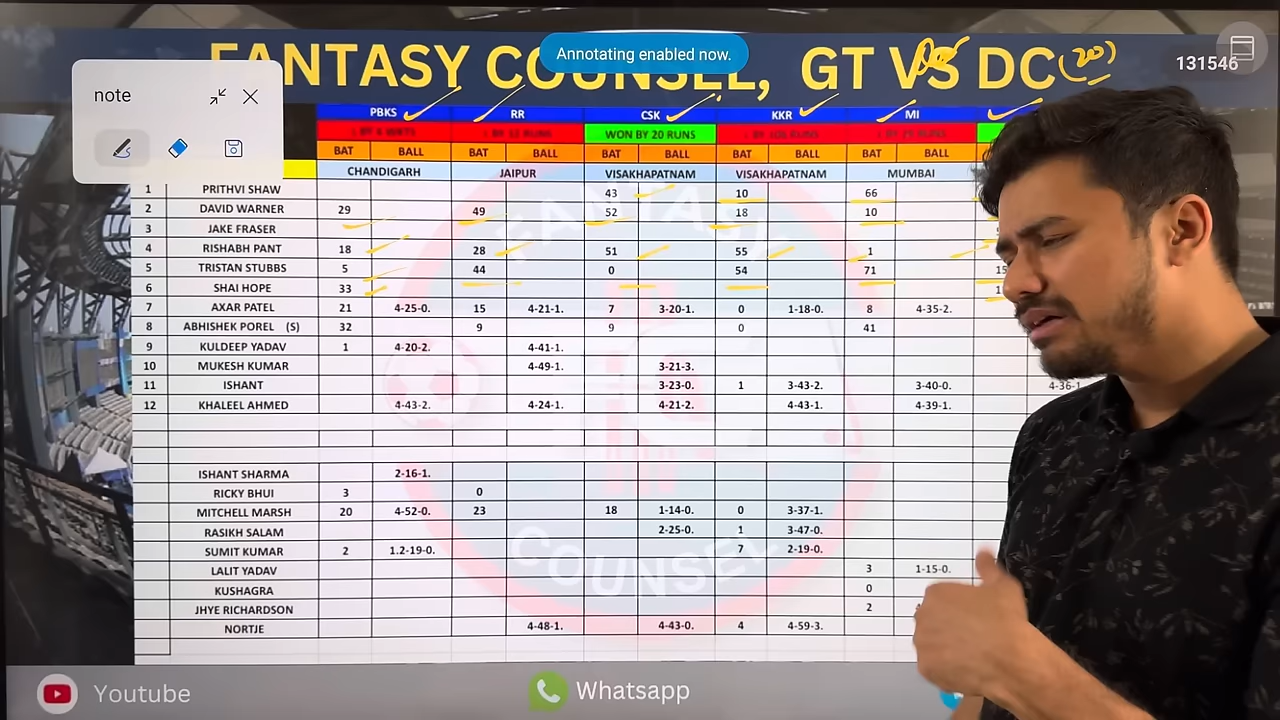 FANTASY COUNSEL, GT VS DC
Annotating enabled now.
131546
note
PBKS RR CSK KKR MI
WON BY 20 RUNS
BAT BALL BAT BALL BAT BALL BAT BALL BAT BALL
CHANDIGARH JAIPUR VISAKHAPATNAM VISAKHAPATNAM MUMBAI
1 PRITHVI SHAW 43 10 66
2 DAVID WARNER 29 49 52 18 10
3 JAKE FRASER
4 RISHABH PANT 18 28 51 55 1
5 TRISTAN STUBBS 5 44 0 54 71 15
6 SHAI HOPE 33
7 AXAR PATEL 21 4-25-0. 15 4-21-1. 7 3-20-1. 0 1-18-0. 8 4-35-2.
8 ABHISHEK POREL (S) 32 9 9 0 41
9 KULDEEP YADAV 1 4-20-2. 4-41-1.
10 MUKESH KUMAR 4-49-1. 3-21-3.
11 ISHANT 3-23-0. 1 3-43-2. 3-40-0. 4-36-1
12 KHALEEL AHMED 4-43-2. 4-24-1. 4-21-2. 4-43-1. 4-39-1.
ISHANT SHARMA 2-16-1.
RICKY BHUI 3 0
MITCHELL MARSH 20 4-52-0. 23 18 1-14-0. 0 3-37-1.
RASIKH SALAM 2-25-0. 1 3-47-0.
SUMIT KUMAR 2 1.2-19-0. 7 2-19-0.
LALIT YADAV 3 1-15-0.
KUSHAGRA 0
JHYE RICHARDSON 2
NORTJE 4-48-1. 4-43-0. 4 4-59-3.
FANTASY
COUNSEL
Youtube Whatsapp